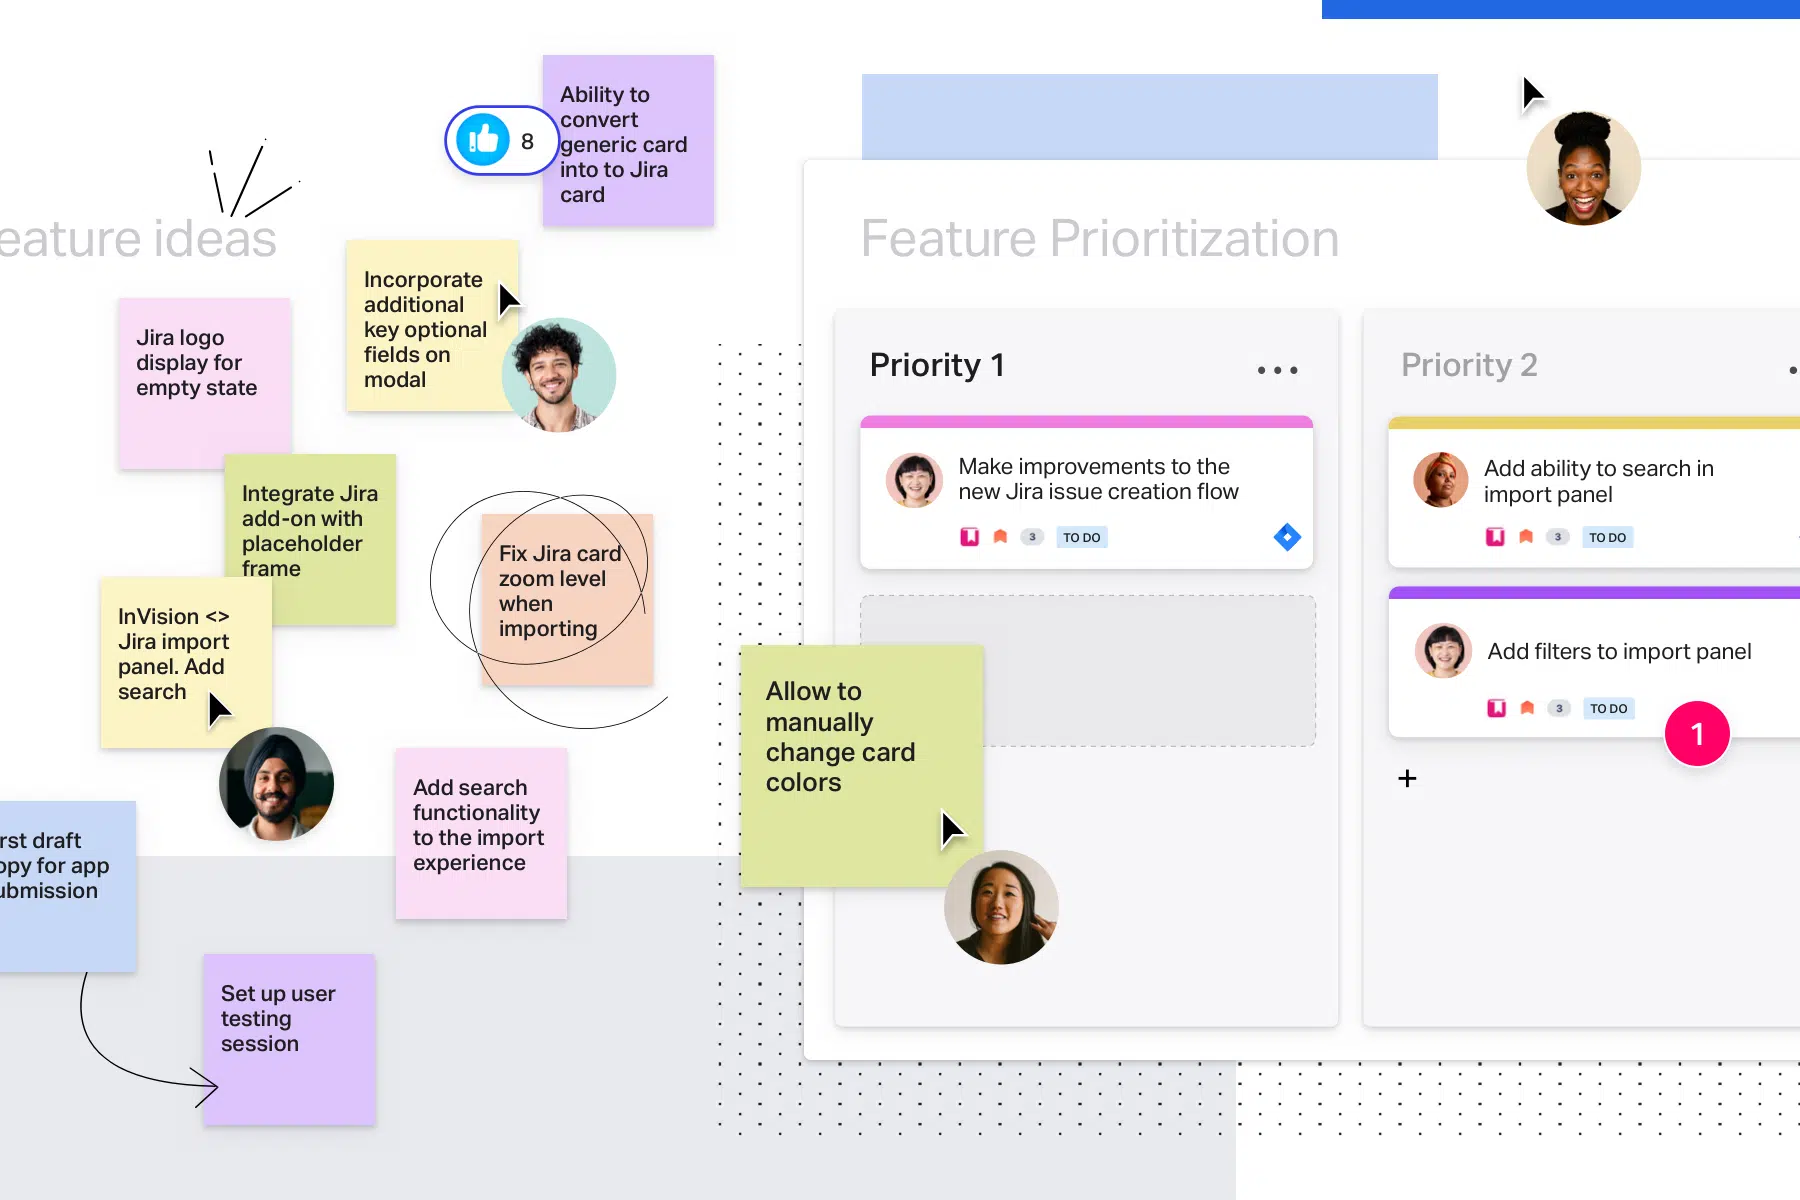 eature ideas
8
Ability to
convert
generic card
into to Jira
card
Incorporate
additional
key optional
fields on
modal
Jira logo
display for
empty state
Integrate Jira
add-on with
placeholder
frame
Fix Jira card
zoom level
when
importing
InVision <>
Jira import
panel. Add
search
Add search
functionality
to the import
experience
rst draft
opy for app
ubmission
Set up user
testing
session
Feature Prioritization
Priority 1
Make improvements to the
new Jira issue creation flow
3 TO DO
Allow to
manually
change card
colors
Priority 2
Add ability to search in
import panel
3 TO DO
Add filters to import panel
3 TO DO
1